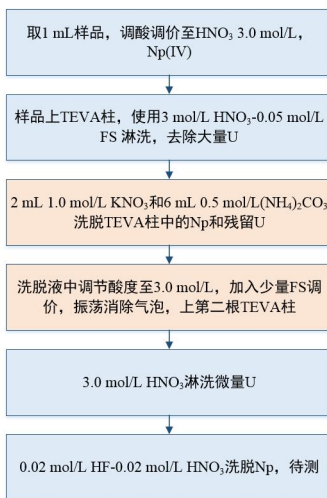 取1 mL样品，调酸调价至HNO₃ 3.0 mol/L，
Np(IV)
样品上TEVA柱，使用3 mol/L HNO₃-0.05 mol/L
FS 淋洗，去除大量U
2 mL 1.0 mol/L KNO₃和6 mL 0.5 mol/L(NH₄)₂CO₃
洗脱TEVA柱中的Np和残留U
洗脱液中调节酸度至3.0 mol/L，加入少量FS调
价，振荡消除气泡，上第二根TEVA柱
3.0 mol/L HNO₃淋洗微量U
0.02 mol/L HF-0.02 mol/L HNO₃洗脱Np，待测